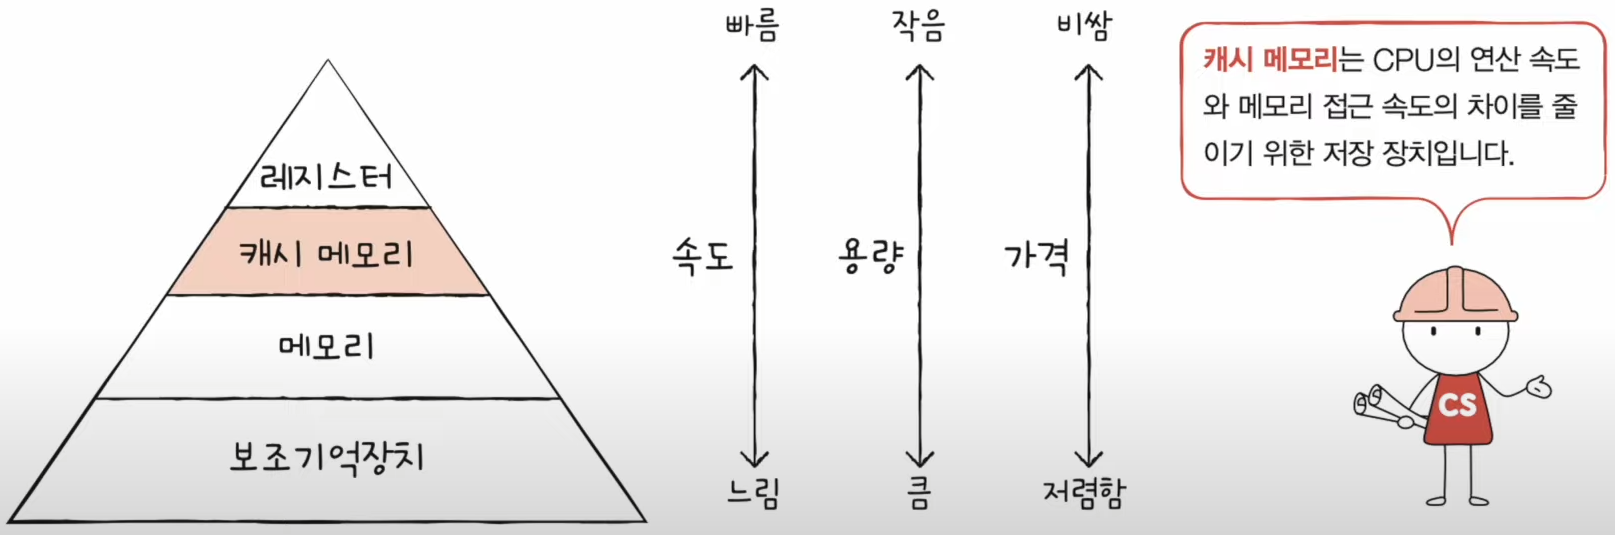 레지스터
캐시 메모리
메모리
보조기억장치
빠름
속도
느림
작음
용량
큼
비쌈
가격
저렴함
캐시 메모리는 CPU의 연산 속도
와 메모리 접근 속도의 차이를 줄
이기 위한 저장 장치입니다.
CS